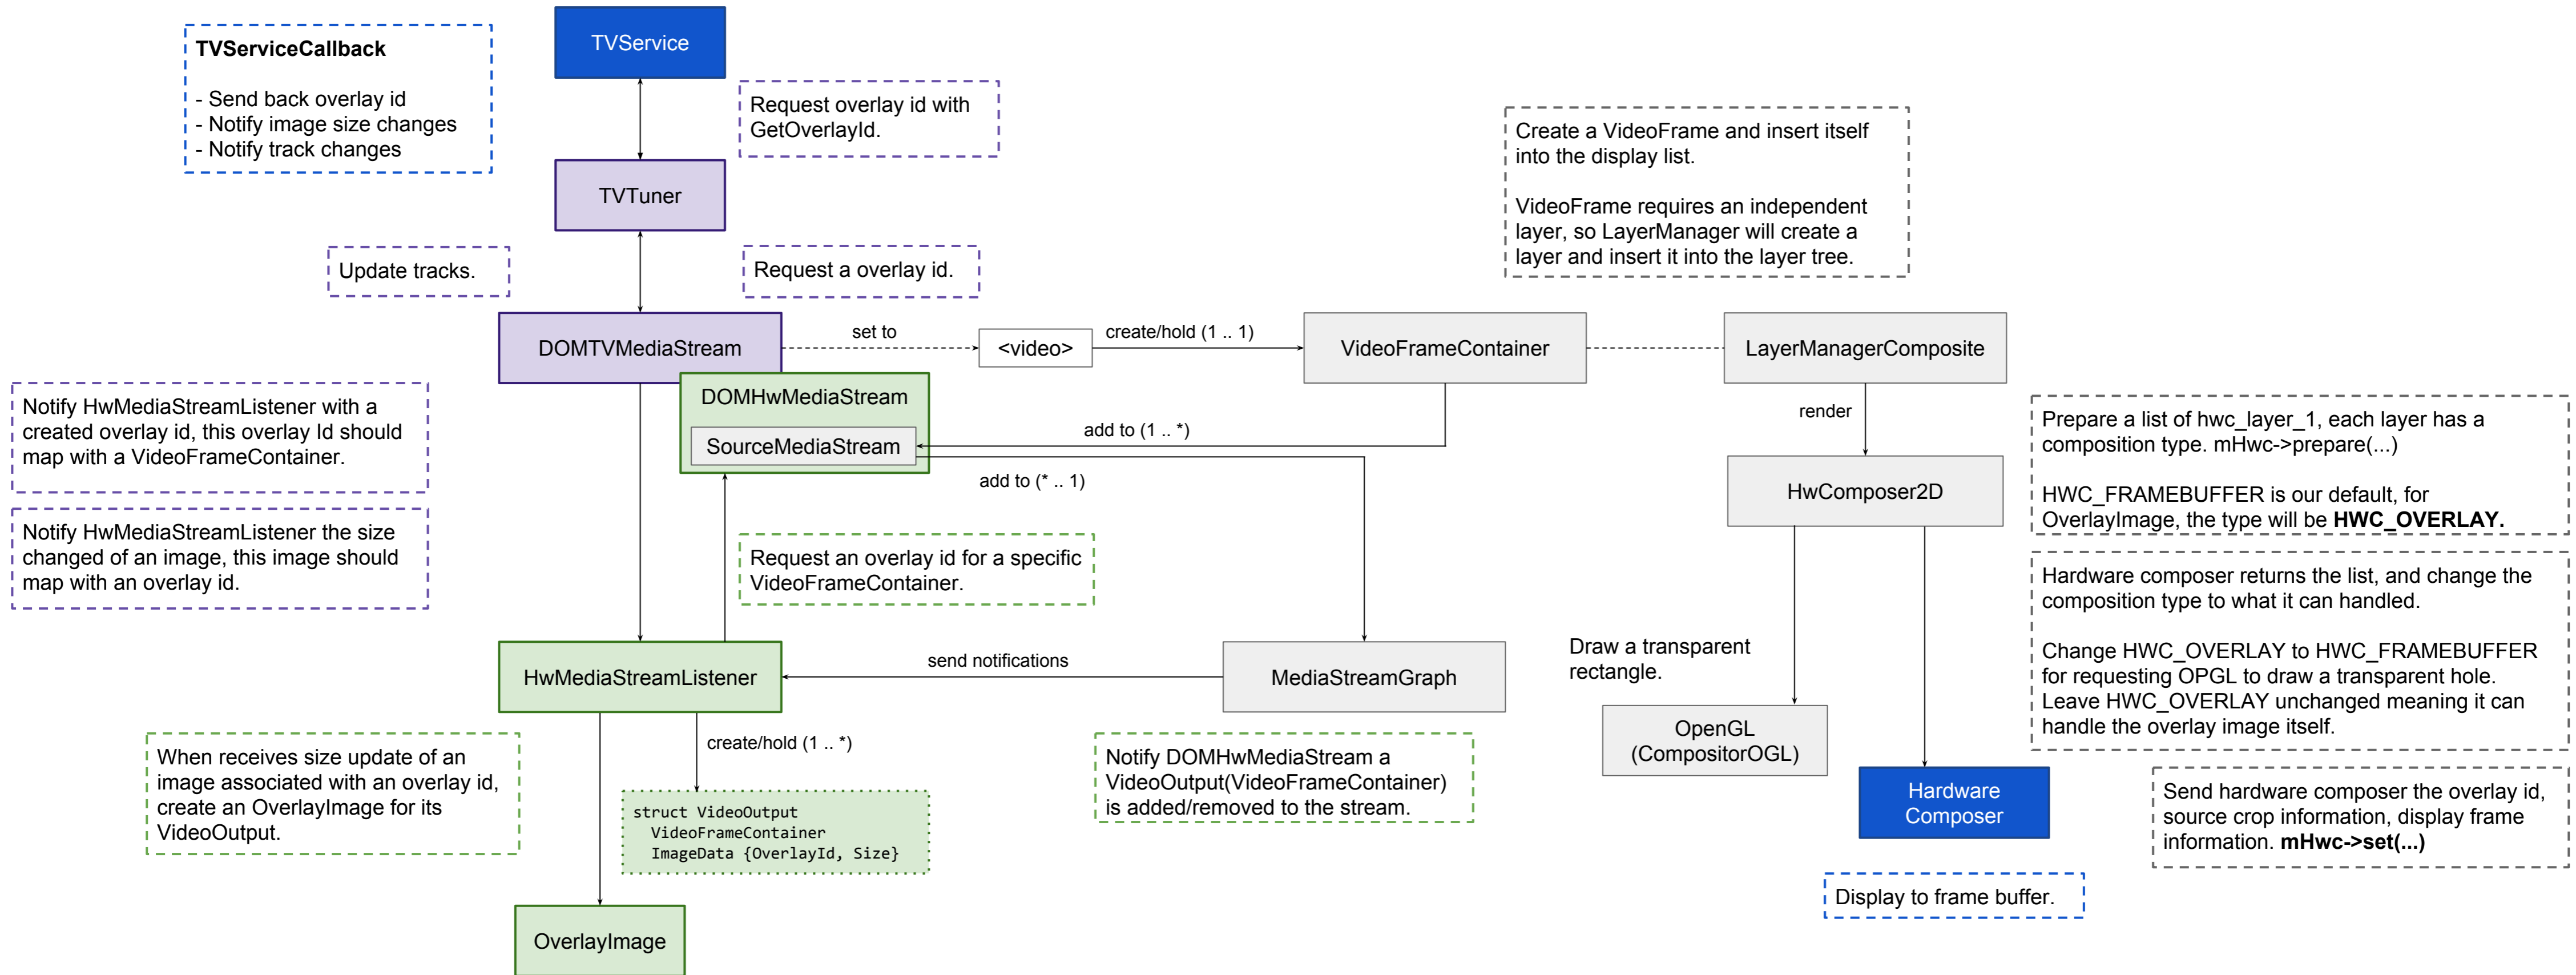 TVServiceCallback
- Send back overlay id
- Notify image size changes
- Notify track changes
TVService
Request overlay id with
GetOverlayId.
TVTuner
Update tracks.
Request a overlay id.
Create a VideoFrame and insert itself
into the display list.
VideoFrame requires an independent
layer, so LayerManager will create a
layer and insert it into the layer tree.
DOMTVMediaStream
set to
<video>
create/hold (1 .. 1)
VideoFrameContainer
LayerManagerComposite
DOMHwMediaStream
SourceMediaStream
add to (1 .. *)
add to (* .. 1)
render
Notify HwMediaStreamListener with a
created overlay id, this overlay Id should
map with a VideoFrameContainer.
Notify HwMediaStreamListener the size
changed of an image, this image should
map with an overlay id.
Request an overlay id for a specific
VideoFrameContainer.
HwComposer2D
Prepare a list of hwc_layer_1, each layer has a
composition type. mHwc->prepare(...)
HWC_FRAMEBUFFER is our default, for
OverlayImage, the type will be HWC_OVERLAY.
Hardware composer returns the list, and change the
composition type to what it can handled.
Change HWC_OVERLAY to HWC_FRAMEBUFFER
for requesting OPGL to draw a transparent hole.
Leave HWC_OVERLAY unchanged meaning it can
handle the overlay image itself.
HwMediaStreamListener
send notifications
MediaStreamGraph
Draw a transparent
rectangle.
OpenGL
(CompositorOGL)
When receives size update of an
image associated with an overlay id,
create an OverlayImage for its
VideoOutput.
create/hold (1 .. *)
struct VideoOutput
VideoFrameContainer
ImageData {OverlayId, Size}
Notify DOMHwMediaStream a
VideoOutput(VideoFrameContainer)
is added/removed to the stream.
Hardware
Composer
Send hardware composer the overlay id,
source crop information, display frame
information. mHwc->set(...)
Display to frame buffer.
OverlayImage